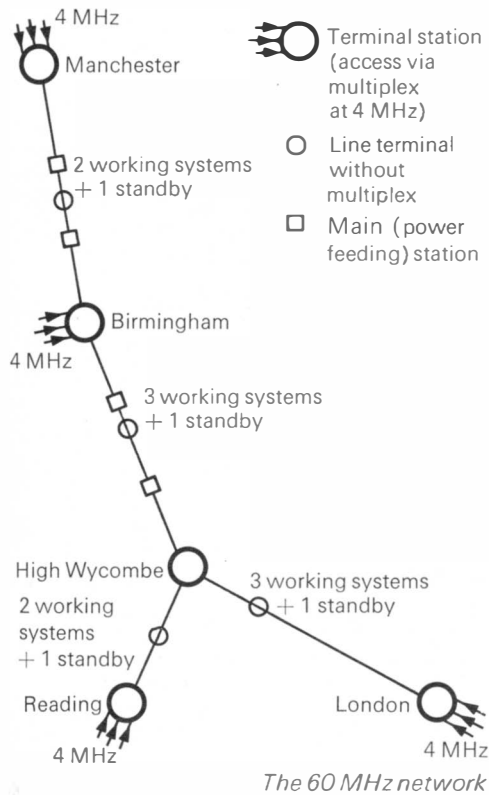 4 MHz
Manchester
Terminal station
(access via
multiplex
at 4 MHz)
Line terminal
without
multiplex
Main (power
feeding) station
2 working systems
+ 1 standby
Birmingham
4 MHz
3 working systems
+ 1 standby
High Wycombe
3 working systems
+ 1 standby
2 working
systems
+ 1 standby
Reading
London
4 MHz
4 MHz
The 60 MHz network